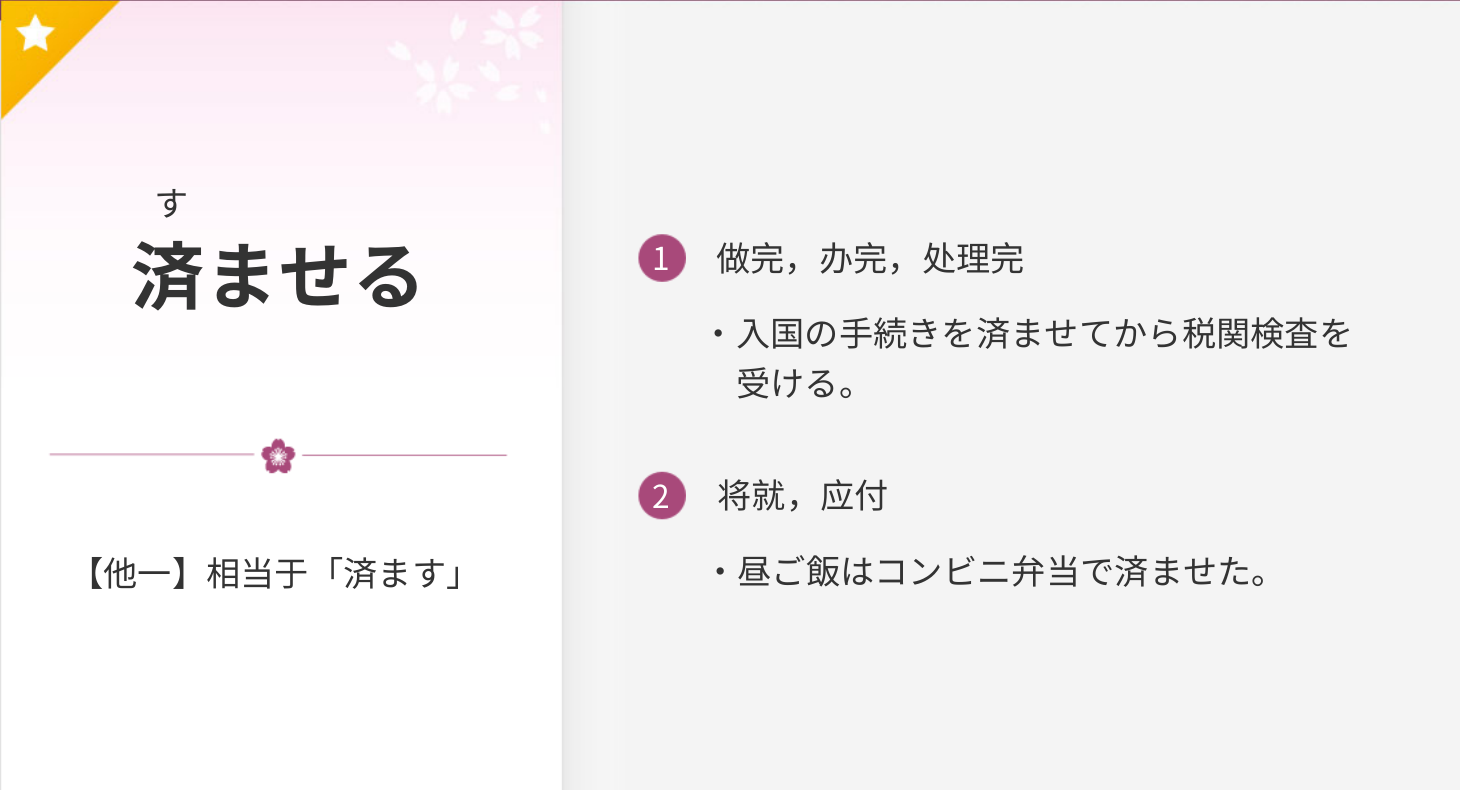 す
済ませる
【他一】相当于「済ます」
1 做完，办完，处理完
・入国の手続きを済ませてから税関検査を
受ける。
2 将就，应付
・昼ご飯はコンビニ弁当で済ませた。